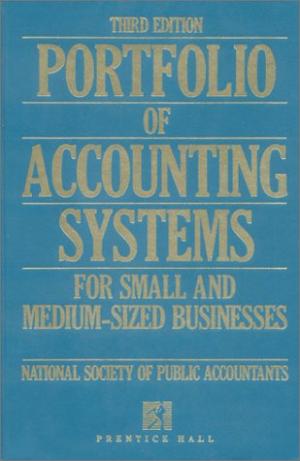 THIRD EDITION
PORTFOLIO
OF
ACCOUNTING
SYSTEMS
FOR SMALL AND
MEDIUM-SIZED BUSINESSES
NATIONAL SOCIETY OF PUBLIC ACCOUNTANTS
PRENTICE HALL